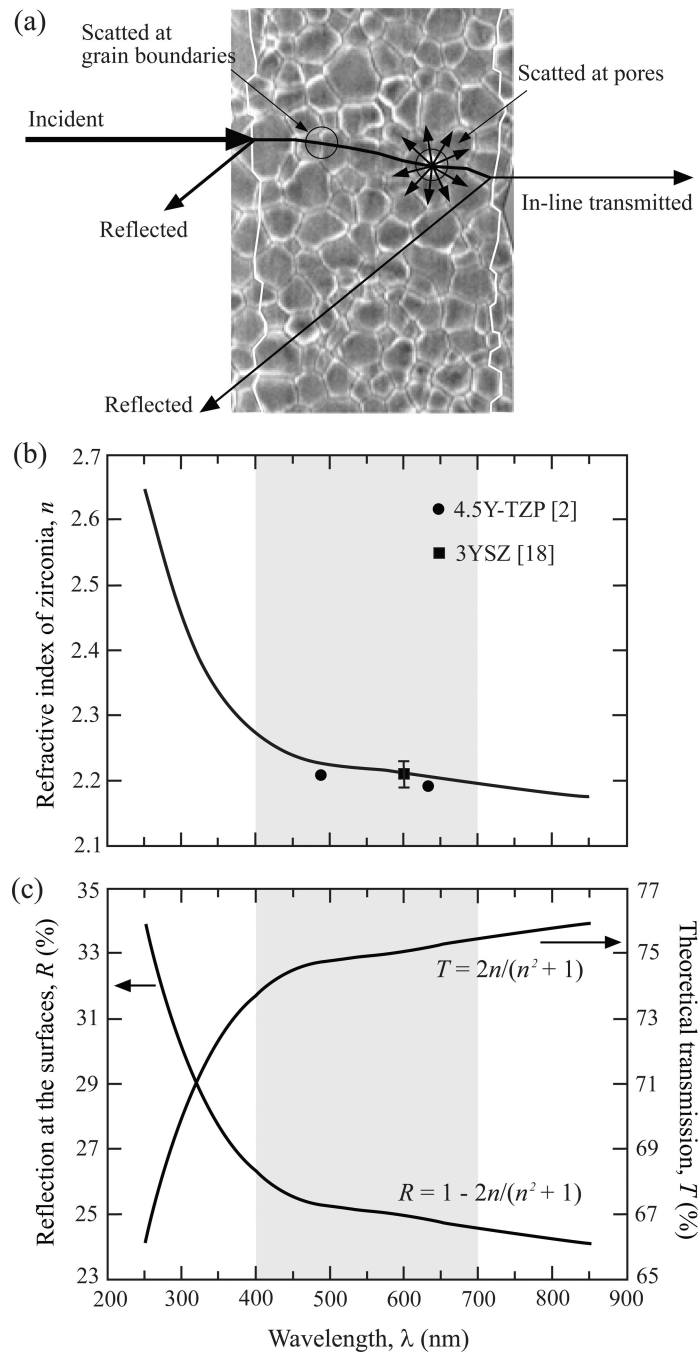 (a)
Scatted at
grain boundaries
Scatted at pores
Incident
Reflected
In-line transmitted
Reflected
(b)
2.7
2.6
2.5
2.4
2.3
2.2
2.1
Refractive index of zirconia, n
4.5Y-TZP [2]
3YSZ [18]
(c)
35
33
31
29
26
25
23
Reflection at the surfaces, R (%)
77
75
73
71
68
67
65
Theoretical transmission, T (%)
T = 2n/(n² + 1)
R = 1 - 2n/(n² + 1)
200 300 400 500 600 700 800 900
Wavelength, λ (nm)